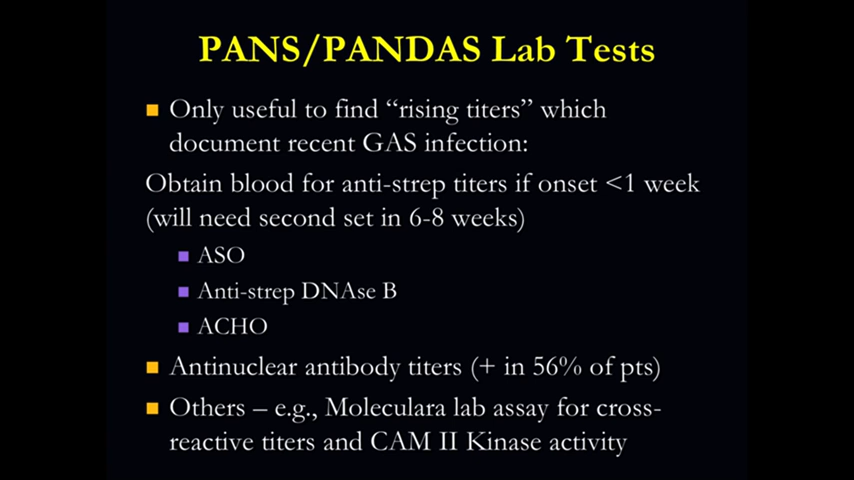 PANS/PANDAS Lab Tests
Only useful to find “rising titers” which
document recent GAS infection:
Obtain blood for anti-strep titers if onset <1 week
(will need second set in 6-8 weeks)
ASO
Anti-strep DNAse B
ACHO
Antinuclear antibody titers (+ in 56% of pts)
Others – e.g., Moleculara lab assay for cross-
reactive titers and CAM II Kinase activity